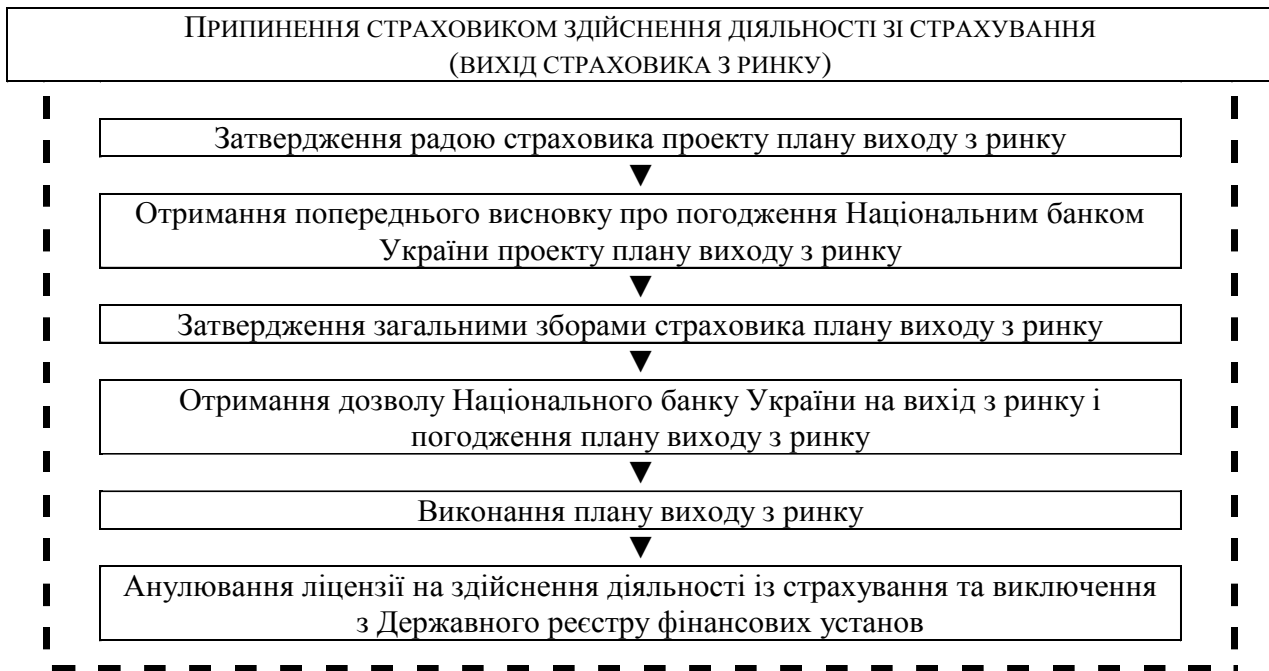 ПРИПИНЕННЯ СТРАХОВИКОМ ЗДІЙСНЕННЯ ДІЯЛЬНОСТІ ЗІ СТРАХУВАННЯ
(ВИХІД СТРАХОВИКА З РИНКУ)
Затвердження радою страховика проекту плану виходу з ринку
Отримання попереднього висновку про погодження Національним банком
України проекту плану виходу з ринку
Затвердження загальними зборами страховика плану виходу з ринку
Отримання дозволу Національного банку України на вихід з ринку і
погодження плану виходу з ринку
Виконання плану виходу з ринку
Анулювання ліцензії на здійснення діяльності із страхування та виключення
з Державного реєстру фінансових установ